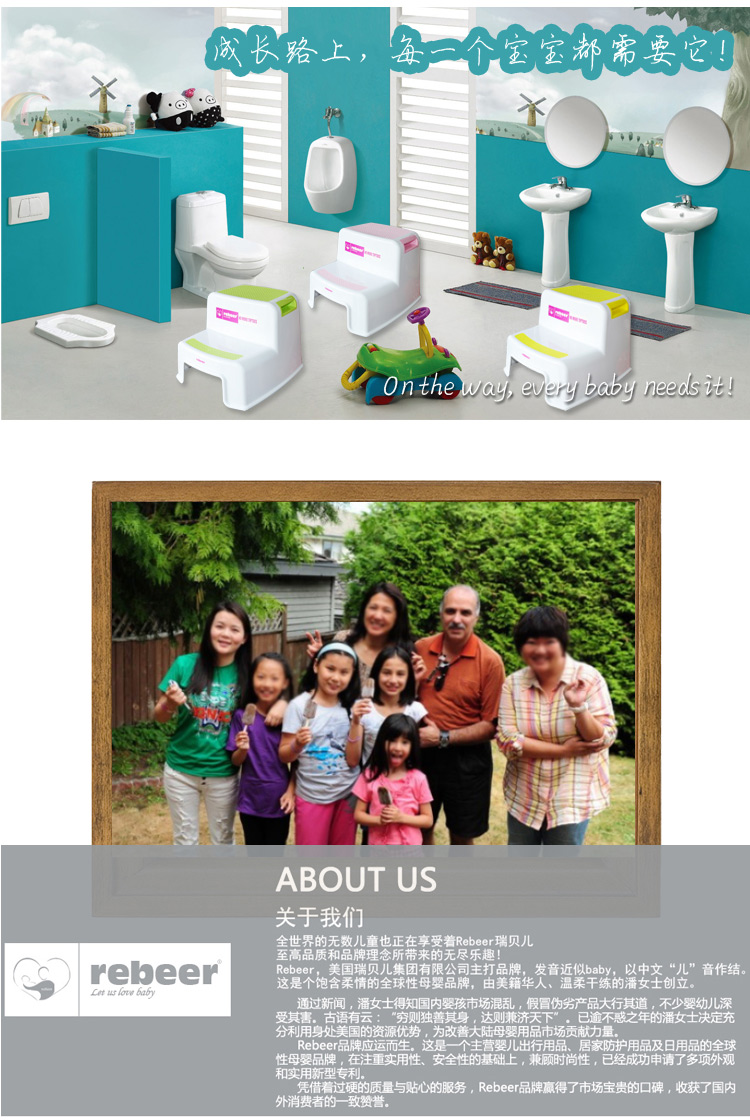 成长路上，每一个宝宝都需要它！
rebeer
rebeer
rebeer
On the way, every baby needs it!
ABOUT US
关于我们
全世界的无数儿童也正在享受着Rebeer瑞贝儿
至高品质和品牌理念所带来的无尽乐趣！
Rebeer，美国瑞贝儿集团有限公司主打品牌，发音近似baby，以中文“儿”音作结。
这是个饱含柔情的全球性母婴品牌，由美籍华人、温柔干练的潘女士创立。
rebeer®
Let us love baby
通过新闻，潘女士得知国内婴孩市场混乱，假冒伪劣产品大行其道，不少婴幼儿深
受其害。古语有云：“穷则独善其身，达则兼济天下”。已逾不惑之年的潘女士决定充
分利用身处美国的资源优势，为改善大陆母婴用品市场贡献力量。
Rebeer品牌应运而生。这是一个主营婴儿出行用品、居家防护用品及日用品的全球
性母婴品牌，在注重实用性、安全性的基础上，兼顾时尚性，已经成功申请了多项外观
和实用新型专利。
凭借着过硬的质量与贴心的服务，Rebeer品牌赢得了市场宝贵的口碑，收获了国内
外消费者的一致赞誉。